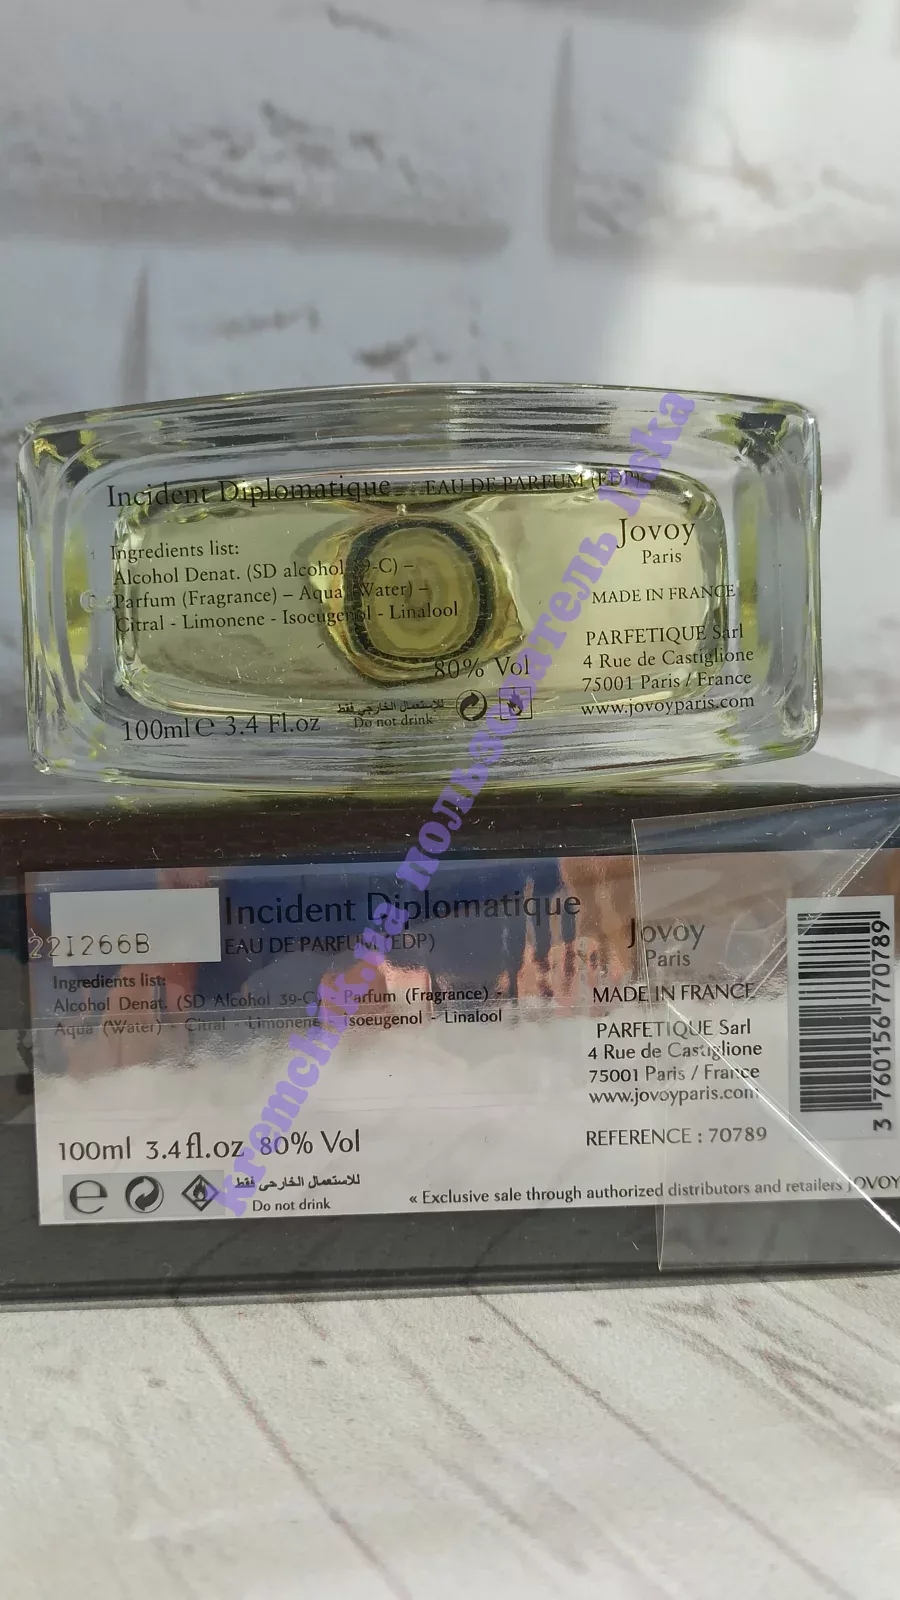 Incident Diplomatique EAU DE PARFUM (EDP)
Ingredients list:
Alcohol Denat. (SD alcohol 39-C) –
Parfum (Fragrance) – Aqua (Water) –
Citral - Limonene - Isoeugenol - Linalool
80% Vol
100ml e 3.4 Fl.oz
للاستعمال الخارجي فقط
Do not drink
Jovoy
Paris
MADE IN FRANCE
PARFETIQUE Sarl
4 Rue de Castiglione
75001 Paris / France
www.jovoyparis.com
221266B
Incident Diplomatique
EAU DE PARFUM (EDP)
Ingredients list:
Alcohol Denat. (SD Alcohol 39-C) - Parfum (Fragrance) -
Aqua (Water) - Citral - Limonene - Isoeugenol - Linalool
100ml 3.4fl.oz 80% Vol
e
للاستعمال الخارجي فقط
Do not drink
Jovoy
Paris
MADE IN FRANCE
PARFETIQUE Sarl
4 Rue de Castiglione
75001 Paris / France
www.jovoyparis.com
REFERENCE : 70789
« Exclusive sale through authorized distributors and retailers JOVOY
3 760156 770789
kremchik.ua пользователь liska